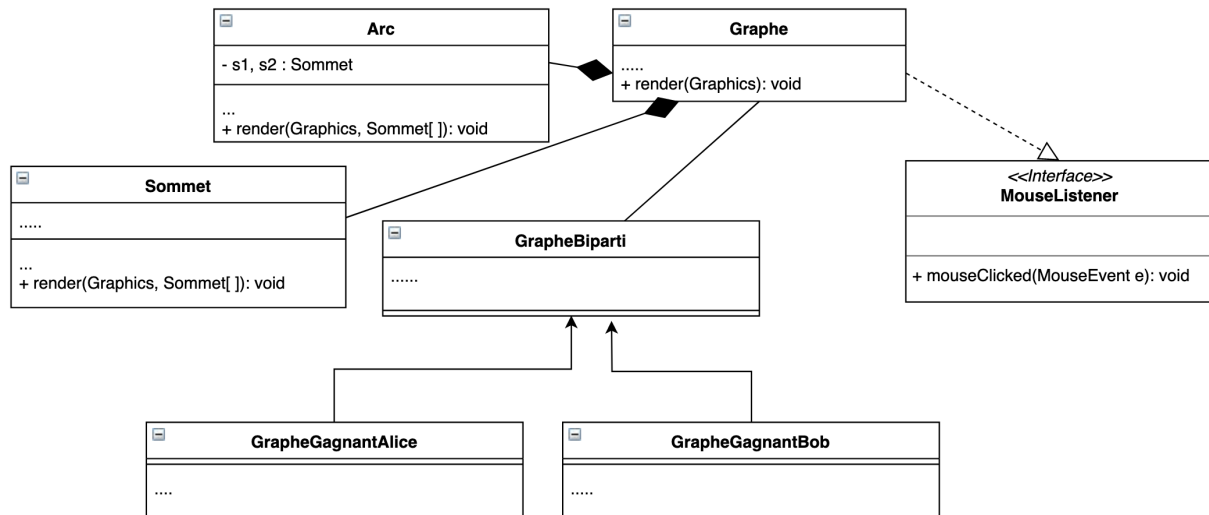 Arc
- s1, s2 : Sommet
...
+ render(Graphics, Sommet[ ]): void
Graphe
.....
+ render(Graphics): void
<<Interface>>
MouseListener
+ mouseClicked(MouseEvent e): void
Sommet
.....
...
+ render(Graphics, Sommet[ ]): void
GrapheBiparti
......
GrapheGagnantAlice
....
GrapheGagnantBob
.....